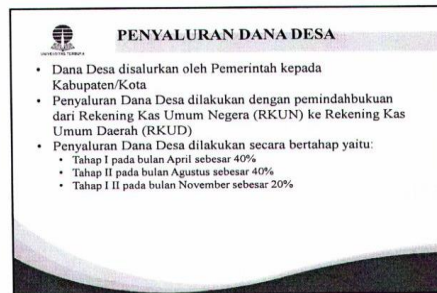 PENYALURAN DANA DESA
UNIVERSITAS TERBUKA
• Dana Desa disalurkan oleh Pemerintah kepada
Kabupaten/Kota
• Penyaluran Dana Desa dilakukan dengan pemindahbukuan
dari Rekening Kas Umum Negera (RKUN) ke Rekening Kas
Umum Daerah (RKUD)
• Penyaluran Dana Desa dilakukan secara bertahap yaitu:
• Tahap I pada bulan April sebesar 40%
• Tahap II pada bulan Agustus sebesar 40%
• Tahap I II pada bulan November sebesar 20%